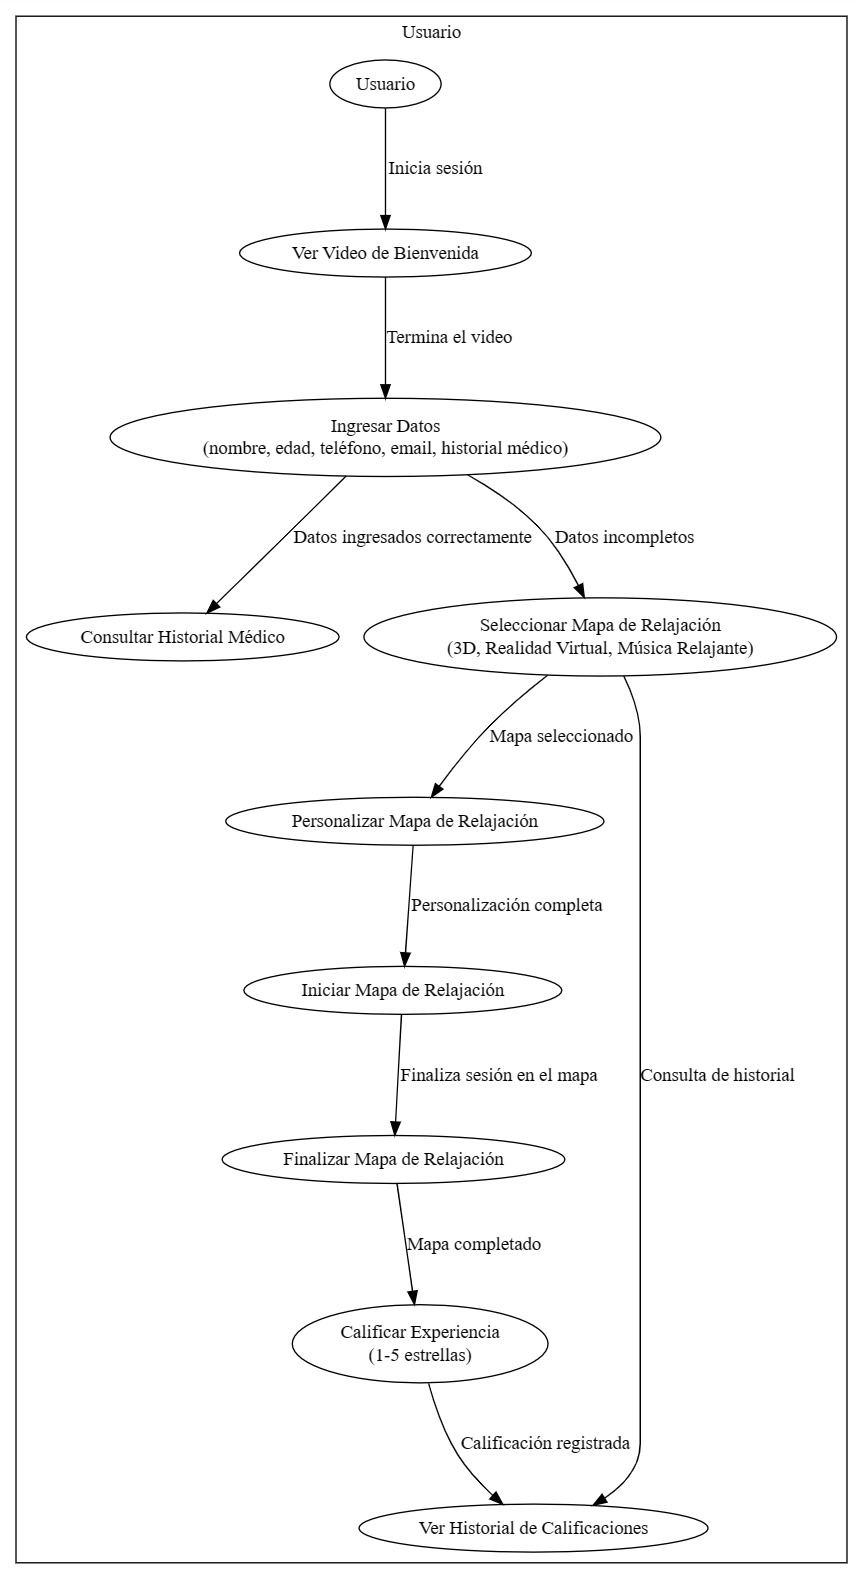 Usuario
Usuario
Inicia sesión
Ver Video de Bienvenida
Termina el video
Ingresar Datos
(nombre, edad, teléfono, email, historial médico)
Datos ingresados correctamente
Datos incompletos
Consultar Historial Médico
Seleccionar Mapa de Relajación
(3D, Realidad Virtual, Música Relajante)
Mapa seleccionado
Personalizar Mapa de Relajación
Personalización completa
Iniciar Mapa de Relajación
Finaliza sesión en el mapa
Consulta de historial
Finalizar Mapa de Relajación
Mapa completado
Calificar Experiencia
(1-5 estrellas)
Calificación registrada
Ver Historial de Calificaciones